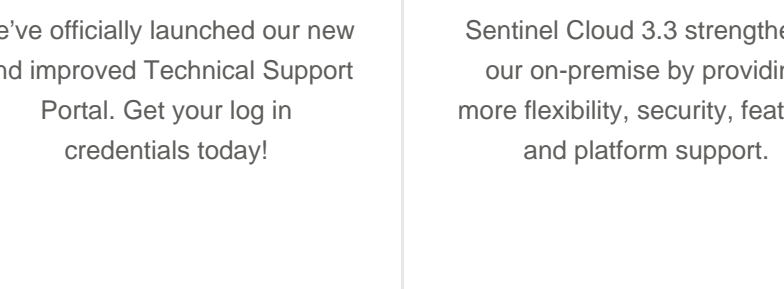 e've officially launched our new
nd improved Technical Support
Portal. Get your log in
credentials today!
Sentinel Cloud 3.3 strengthe
our on-premise by providin
more flexibility, security, feat
and platform support.